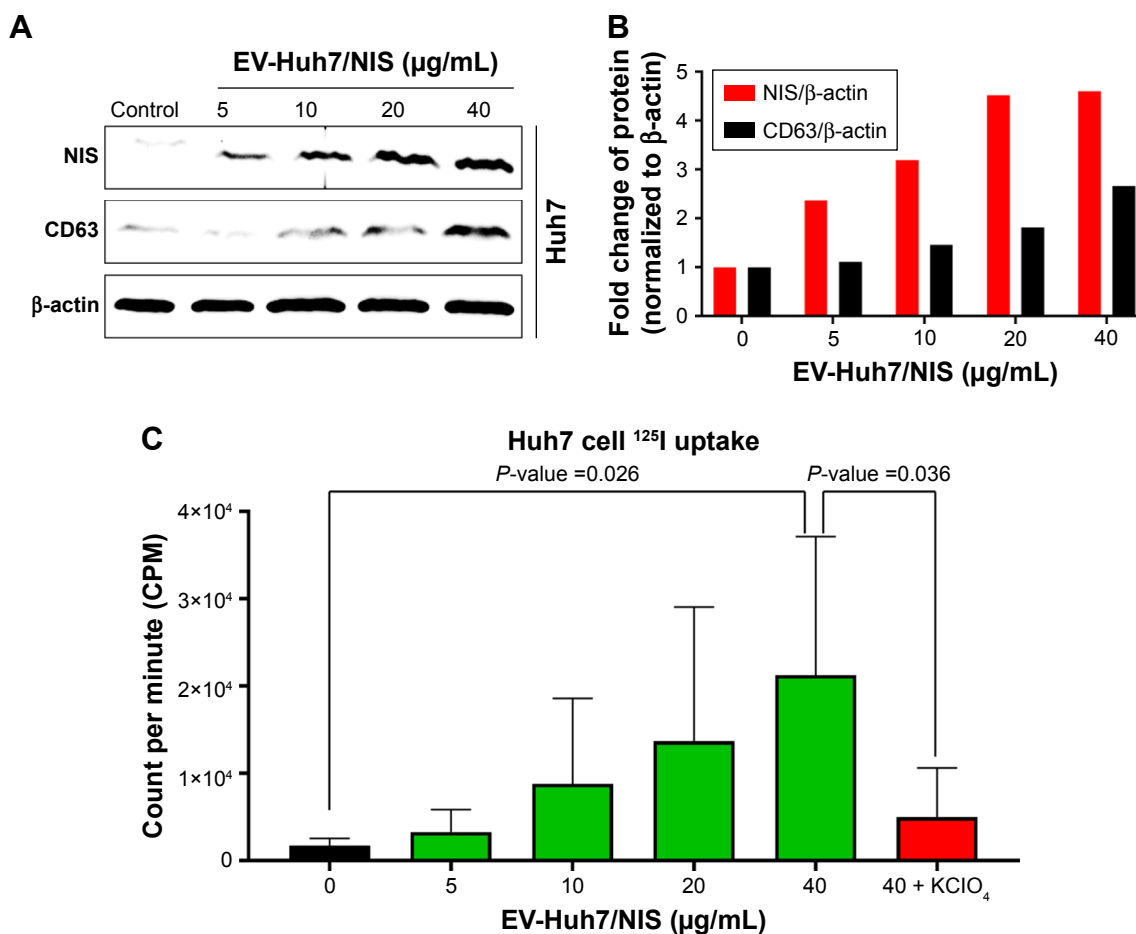 A
EV-Huh7/NIS (µg/mL)
Control 5 10 20 40
NIS
CD63
β-actin
Huh7
B
Fold change of protein
(normalized to β-actin)
5
4
3
2
1
0
NIS/β-actin
CD63/β-actin
0 5 10 20 40
EV-Huh7/NIS (µg/mL)
C
Huh7 cell ¹²⁵I uptake
P-value =0.026 P-value =0.036
Count per minute (CPM)
4×10⁴
3×10⁴
2×10⁴
1×10⁴
0
0 5 10 20 40 40 + KClO₄
EV-Huh7/NIS (µg/mL)